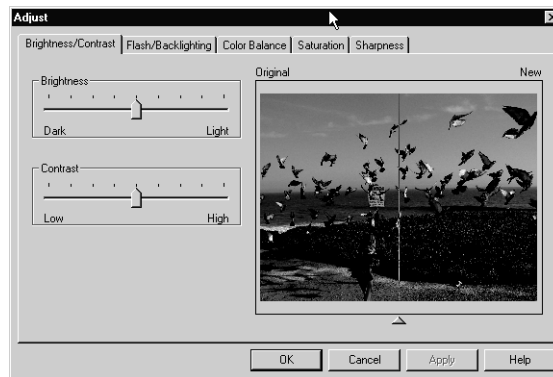 Adjust
Brightness/Contrast Flash/Backlighting Color Balance Saturation Sharpness
Brightness
Dark Light
Contrast
Low High
Original New
OK Cancel Apply Help